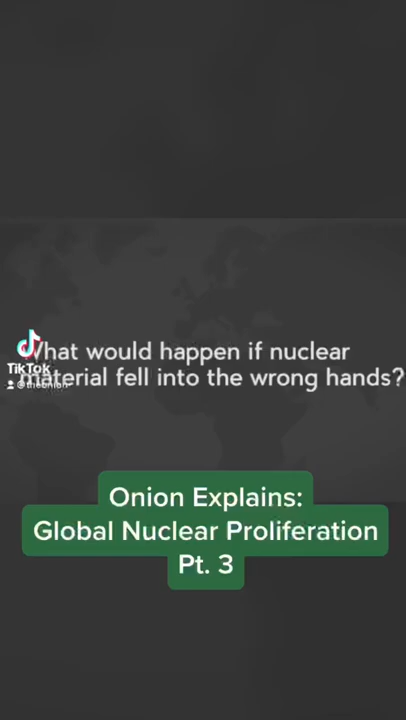 What would happen if nuclear
material fell into the wrong hands?
TikTok
@theonion
Onion Explains:
Global Nuclear Proliferation
Pt. 3